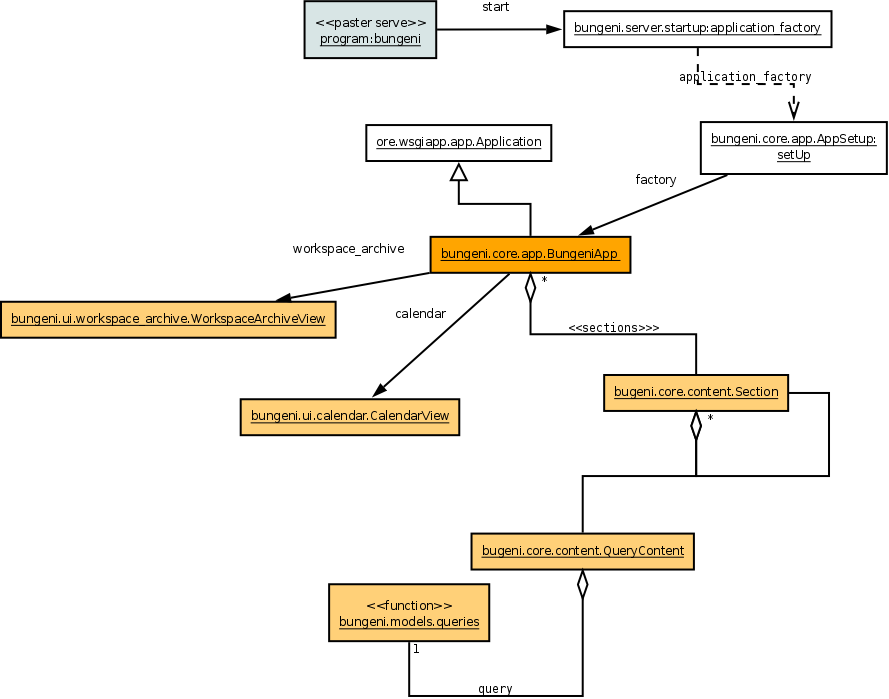 start
<<paster serve>>
program:bungeni
bungeni.server.startup:application_factory
application_factory
ore.wsgiapp.app.Application
bungeni.core.app.AppSetup:
setUp
factory
workspace_archive
bungeni.core.app.BungeniApp
*
calendar
bungeni.ui.workspace_archive.WorkspaceArchiveView
<<sections>>>
bugeni.core.content.Section
*
bungeni.ui.calendar.CalendarView
bugeni.core.content.QueryContent
<<function>>
bungeni.models.queries
1
query